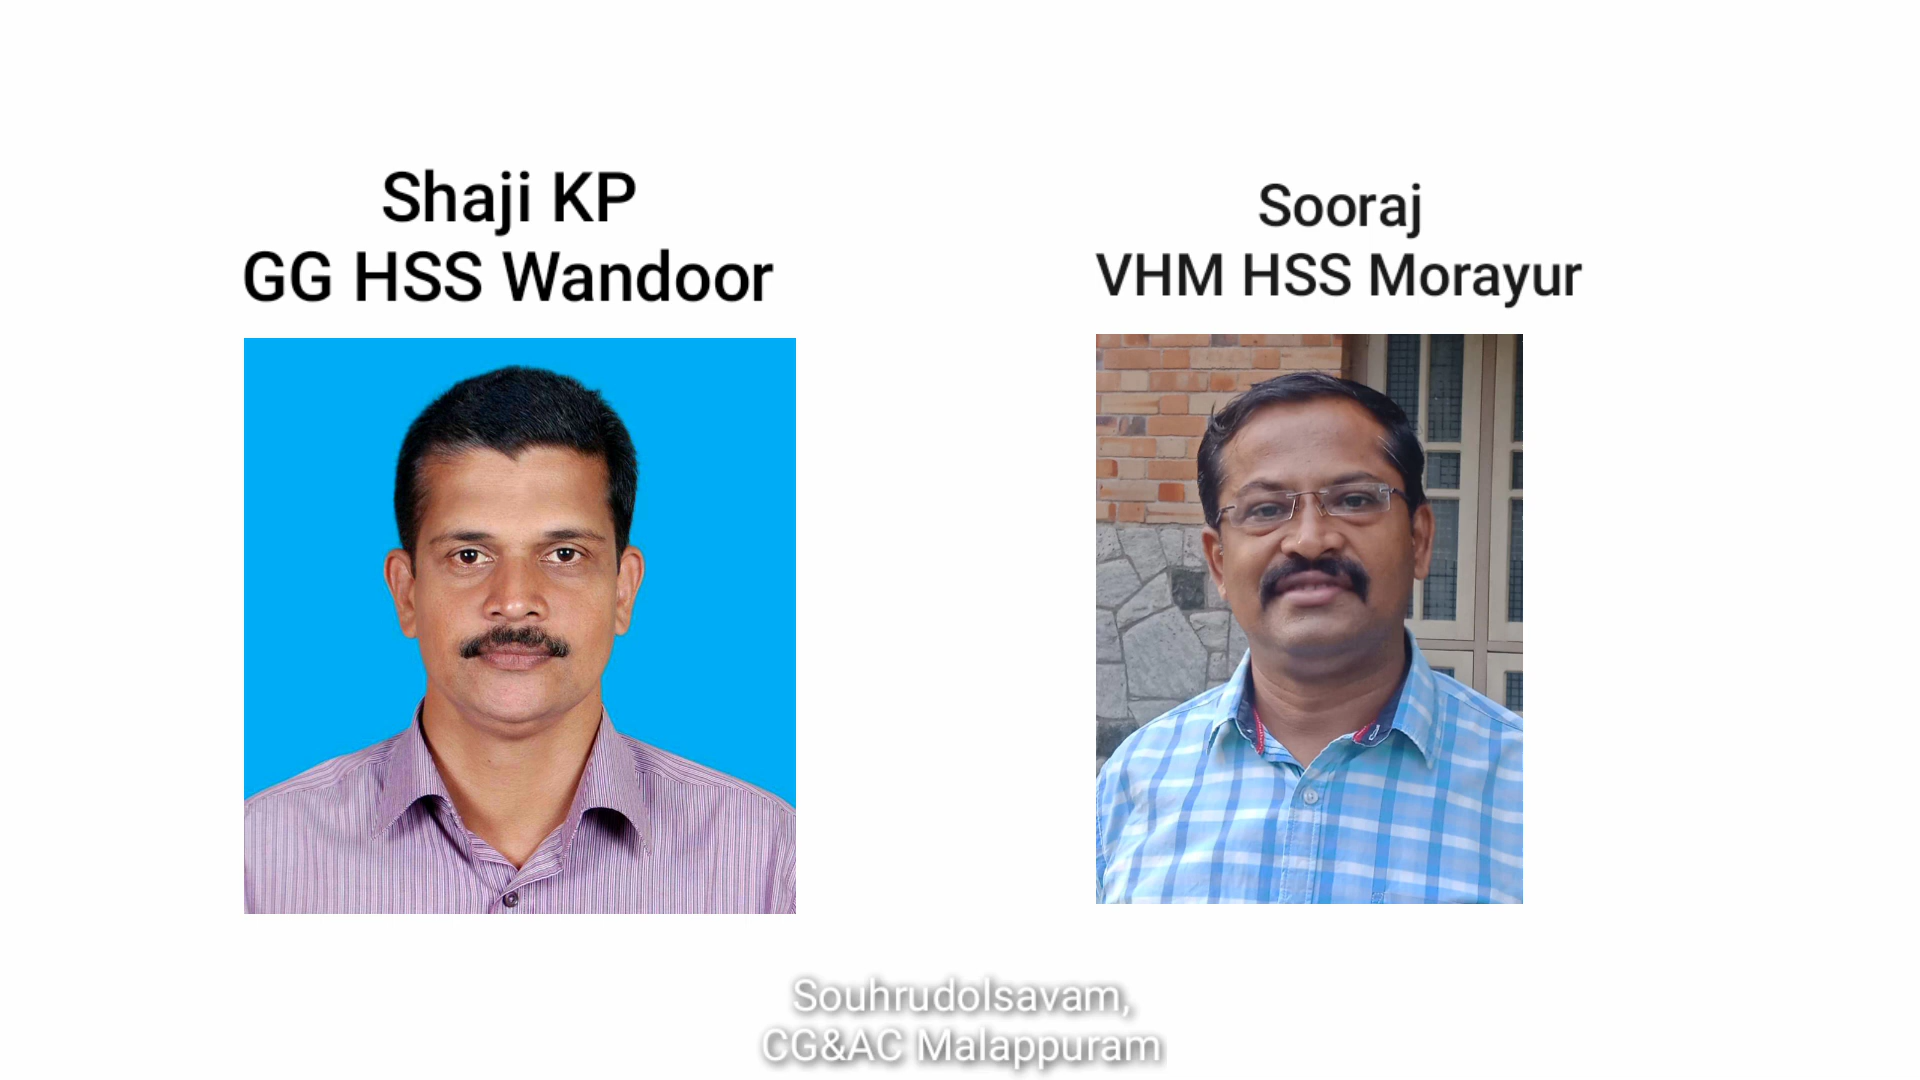 Shaji KP
GG HSS Wandoor
Sooraj
VHM HSS Morayur
Souhrudolsavam,
CG&AC Malappuram